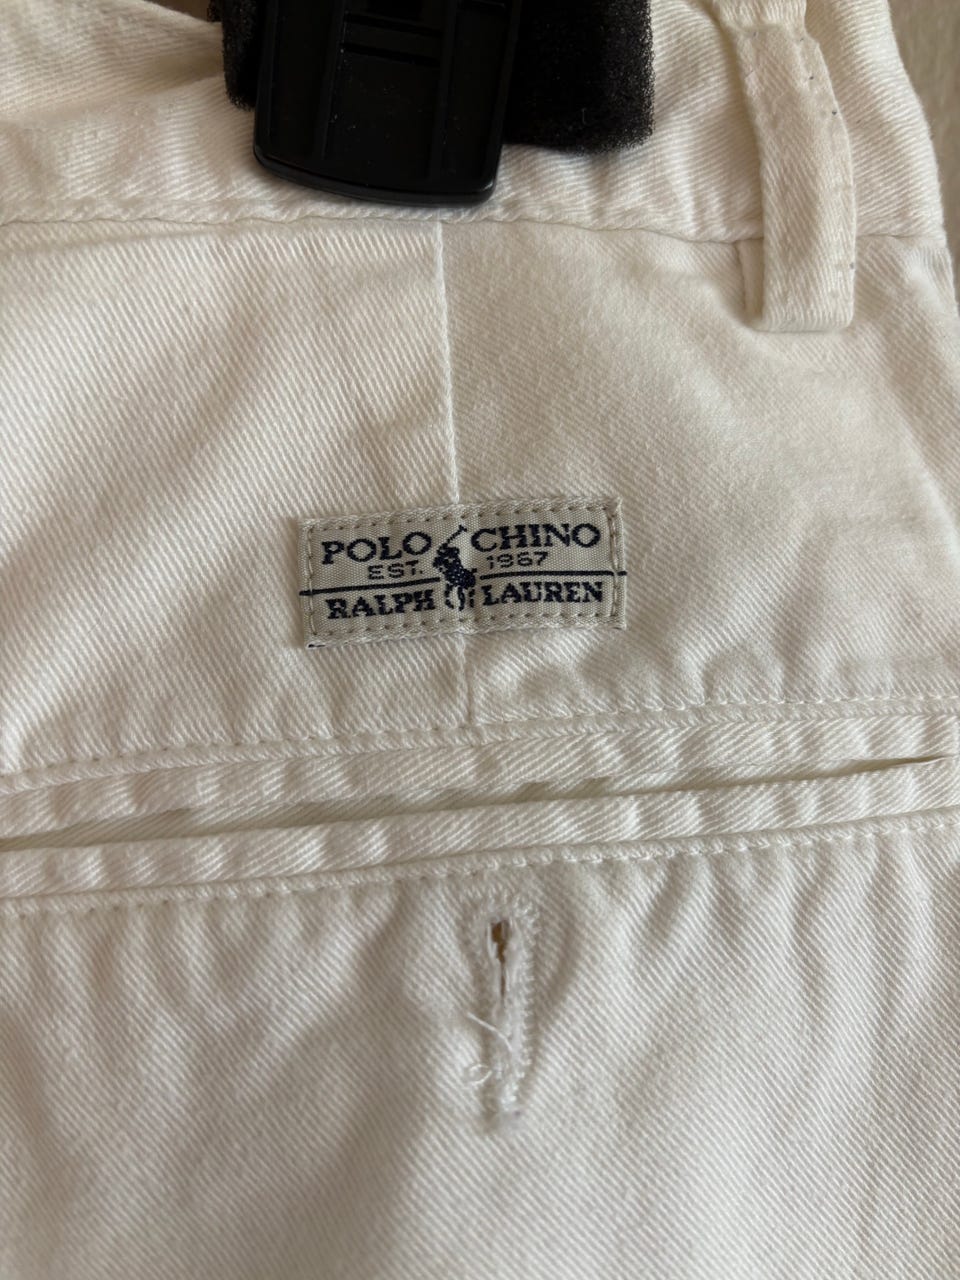 POLO CHINO
EST. 1967
RALPH LAUREN